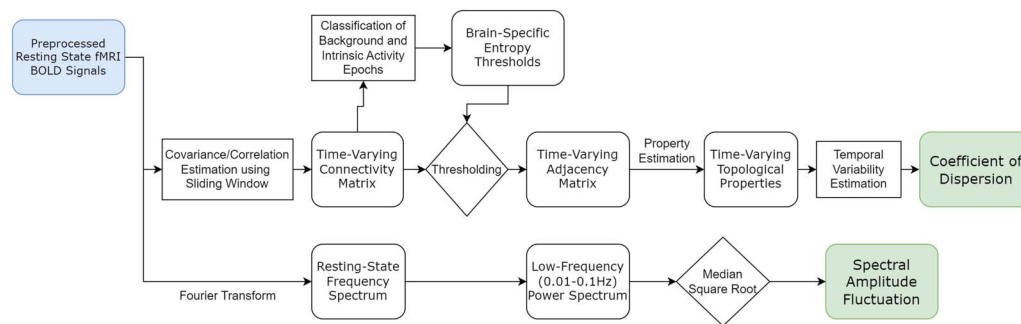 Preprocessed
Resting State fMRI
BOLD Signals
Classification of
Background and
Intrinsic Activity
Epochs
Brain-Specific
Entropy
Thresholds
Covariance/Correlation
Estimation using
Sliding Window
Time-Varying
Connectivity
Matrix
Thresholding
Time-Varying
Adjacency
Matrix
Property
Estimation
Time-Varying
Topological
Properties
Temporal
Variability
Estimation
Coefficient of
Dispersion
Fourier Transform
Resting-State
Frequency
Spectrum
Low-Frequency
(0.01-0.1Hz)
Power Spectrum
Median
Square Root
Spectral
Amplitude
Fluctuation